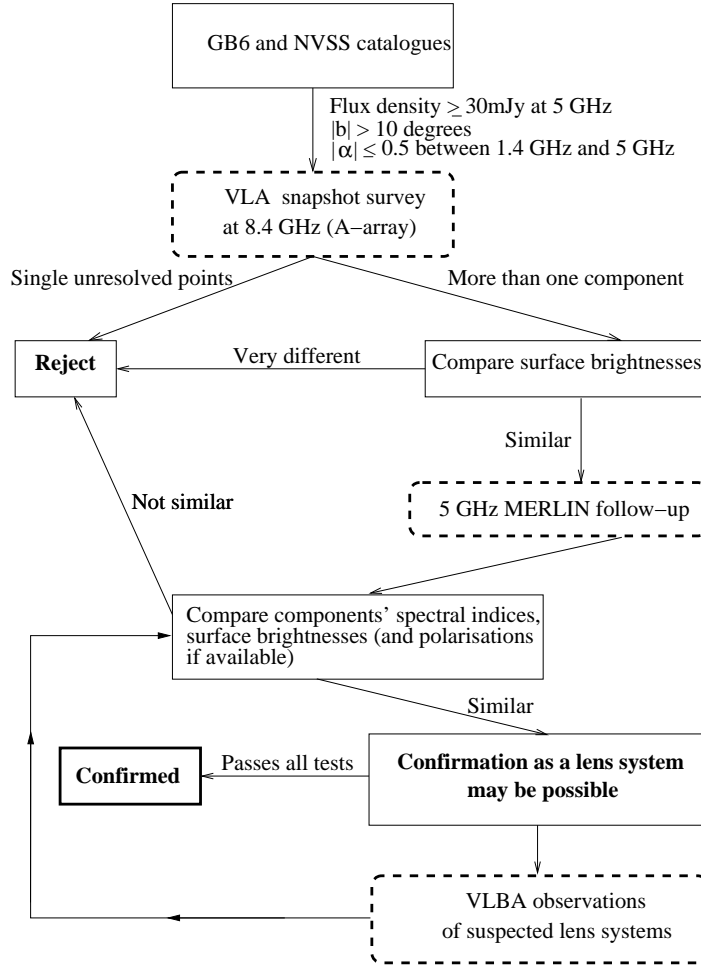 GB6 and NVSS catalogues
Flux density ≥ 30mJy at 5 GHz
|b| > 10 degrees
|α| ≤ 0.5 between 1.4 GHz and 5 GHz
VLA snapshot survey
at 8.4 GHz (A−array)
Single unresolved points
More than one component
Reject
Very different
Compare surface brightnesses
Similar
Not similar
5 GHz MERLIN follow−up
Compare components’ spectral indices,
surface brightnesses (and polarisations
if available)
Similar
Confirmed
Passes all tests
Confirmation as a lens system
may be possible
VLBA observations
of suspected lens systems